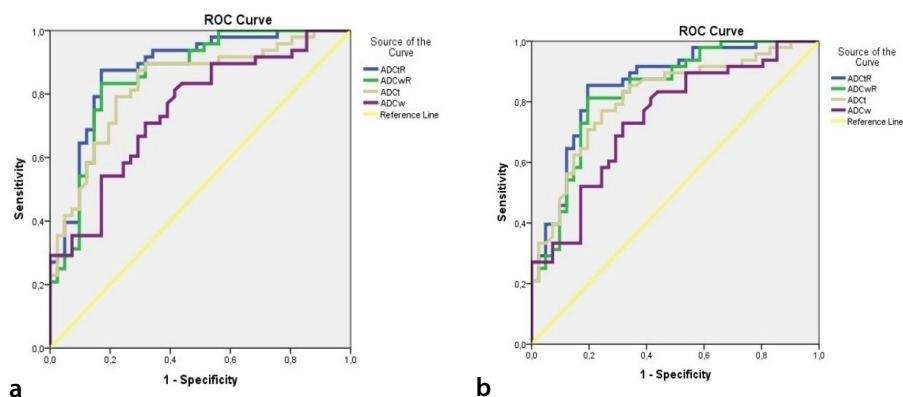 ROC Curve
Source of the
Curve
ADCtR
ADCwR
ADCt
ADCw
Reference Line
1,0
0,8
0,6
0,4
0,2
0,0
Sensitivity
0,0 0,2 0,4 0,6 0,8 1,0
1 - Specificity
a
ROC Curve
Source of the
Curve
ADCtR
ADCwR
ADCt
ADCw
Reference Line
1,0
0,8
0,6
0,4
0,2
0,0
Sensitivity
0,0 0,2 0,4 0,6 0,8 1,0
1 - Specificity
b